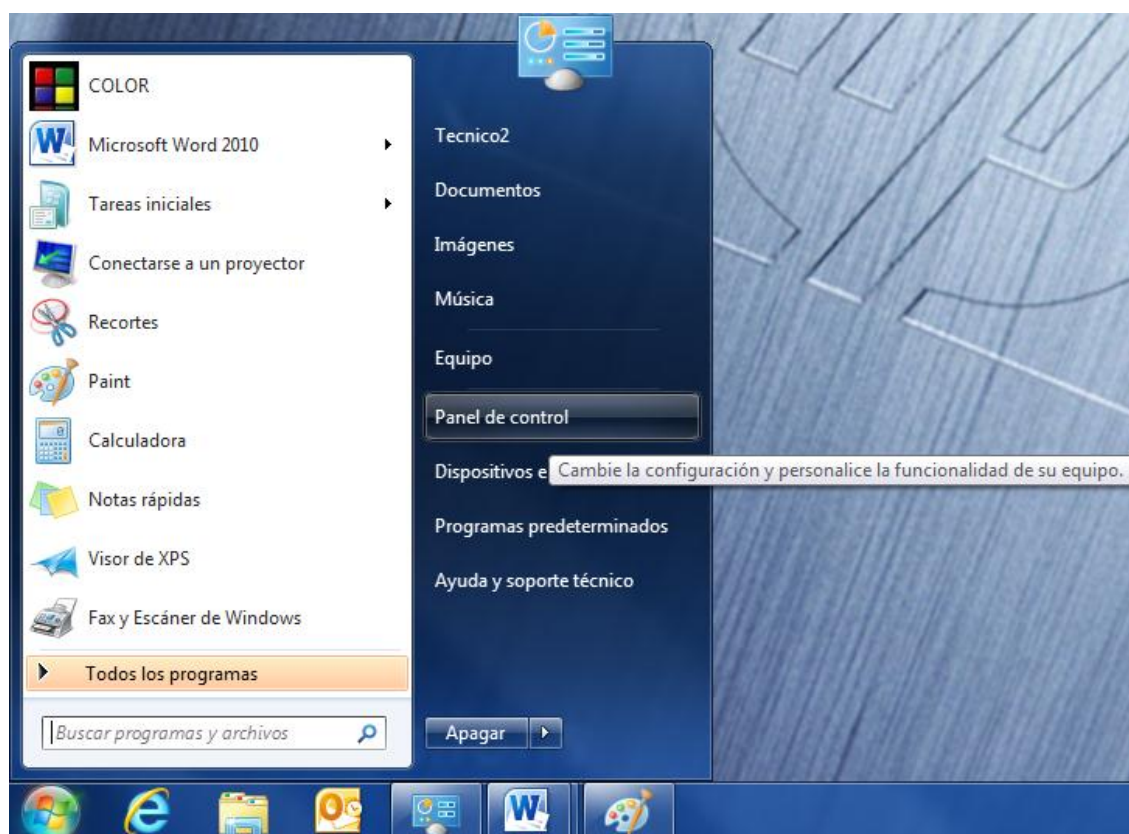 COLOR
Microsoft Word 2010
Tareas iniciales
Conectarse a un proyector
Recortes
Paint
Calculadora
Notas rápidas
Visor de XPS
Fax y Escáner de Windows
Todos los programas
Buscar programas y archivos
Tecnico2
Documentos
Imágenes
Música
Equipo
Panel de control
Dispositivos e
Cambie la configuración y personalice la funcionalidad de su equipo.
Programas predeterminados
Ayuda y soporte técnico
Apagar